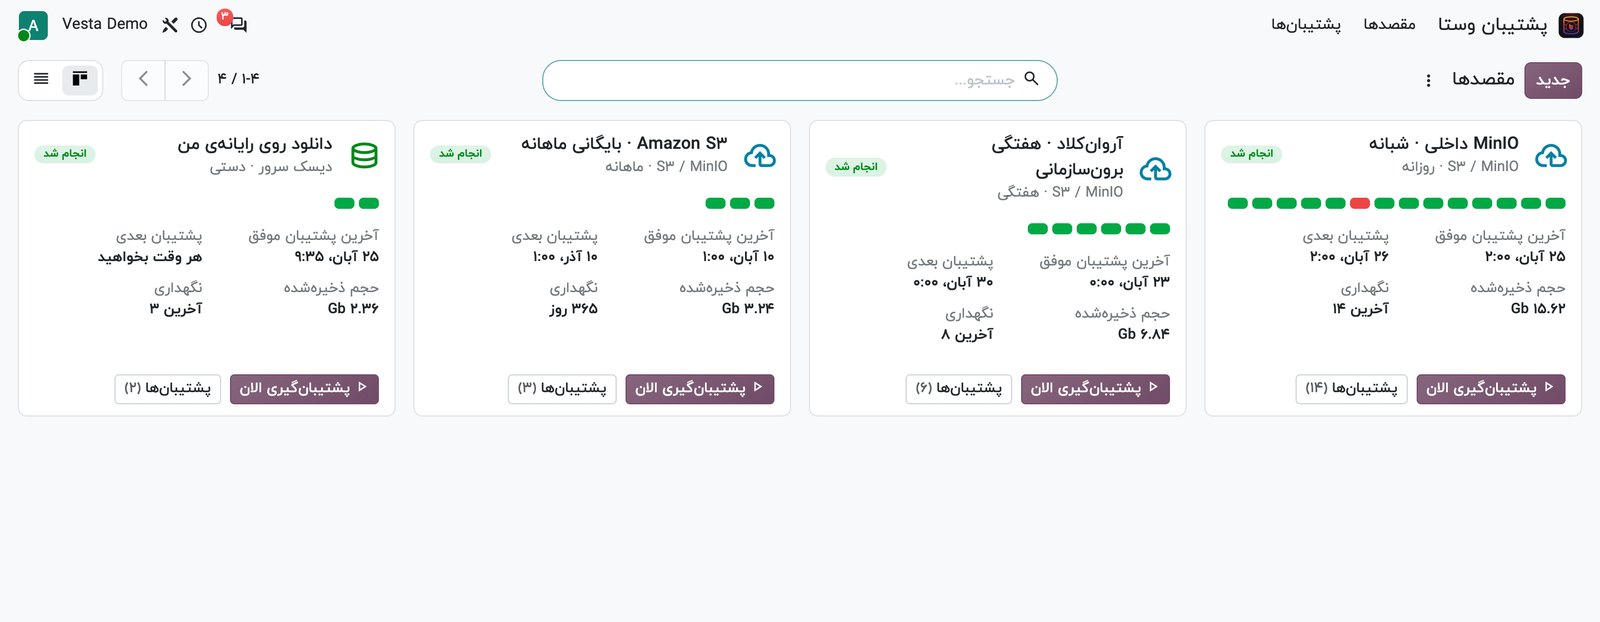 پشتیبان وستا
مقصدها
پشتیبان‌ها
۳
Vesta Demo
A
جدید
مقصدها
جستجو...
۱-۴ / ۴
MinIO داخلی · شبانه
S۳ / MinIO · روزانه
انجام شد
آخرین پشتیبان موفق
۲۵ آبان، ۲:۰۰
پشتیبان بعدی
۲۶ آبان، ۲:۰۰
حجم ذخیره‌شده
۱۵.۶۲ Gb
نگهداری
آخرین ۱۴
پشتیبان‌گیری الان
پشتیبان‌ها (۱۴)
آروان‌کلاد · هفتگی
برون‌سازمانی
S۳ / MinIO · هفتگی
انجام شد
آخرین پشتیبان موفق
۲۳ آبان، ۰:۰۰
پشتیبان بعدی
۳۰ آبان، ۰:۰۰
حجم ذخیره‌شده
۶.۸۴ Gb
نگهداری
آخرین ۸
پشتیبان‌گیری الان
پشتیبان‌ها (۶)
Amazon S۳ · بایگانی ماهانه
S۳ / MinIO · ماهانه
انجام شد
آخرین پشتیبان موفق
۱۰ آبان، ۱:۰۰
پشتیبان بعدی
۱۰ آذر، ۱:۰۰
حجم ذخیره‌شده
۳.۲۴ Gb
نگهداری
۳۶۵ روز
پشتیبان‌گیری الان
پشتیبان‌ها (۳)
دانلود روی رایانه‌ی من
دیسک سرور · دستی
انجام شد
آخرین پشتیبان موفق
۲۵ آبان، ۹:۳۵
پشتیبان بعدی
هر وقت بخواهید
حجم ذخیره‌شده
۲.۳۶ Gb
نگهداری
آخرین ۳
پشتیبان‌گیری الان
پشتیبان‌ها (۲)